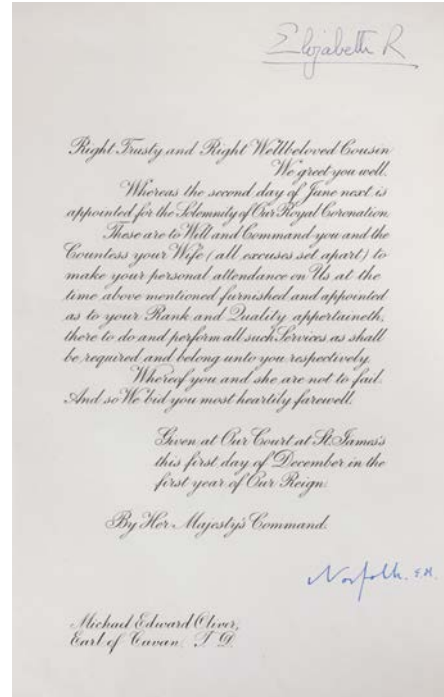 Elizabeth R
Right Trusty and Right Wellbeloved Cousin
We greet you well.
Whereas the second day of June next is
appointed for the Solemnity of Our Royal Coronation.
These are to Will and Command you and the
Countess your Wife (all excuses set apart) to
make your personal attendance on Us at the
time above mentioned furnished and appointed
as to your Rank and Quality appertaineth,
there to do and perform all such Services as shall
be required and belong unto you respectively.
Whereof you and she are not to fail.
And so We bid you most heartily farewell.
Given at Our Court at St. James's
this first day of December in the
first year of Our Reign.
By Her Majesty's Command.
Norfolk. E.M.
Michael Edward Oliver,
Earl of Cavan. T D.